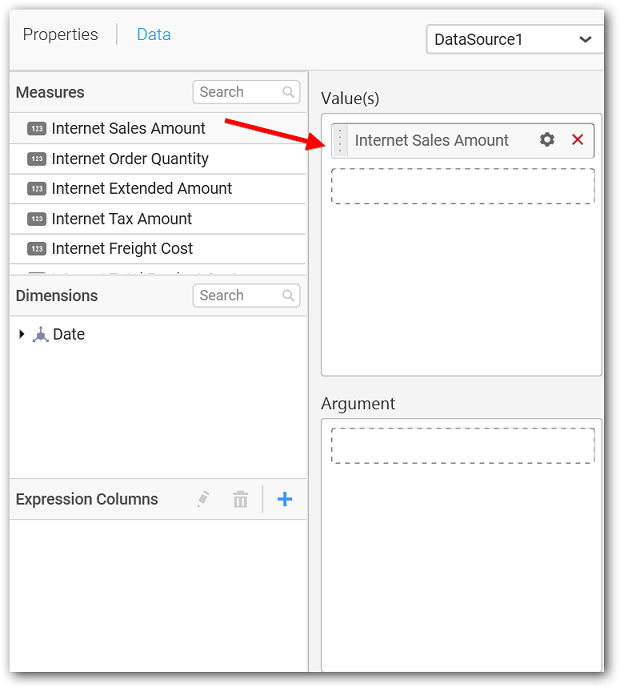 Properties
Data
DataSource1
Measures
Search
123 Internet Sales Amount
123 Internet Order Quantity
123 Internet Extended Amount
123 Internet Tax Amount
123 Internet Freight Cost
Dimensions
Search
Date
Expression Columns
Value(s)
Internet Sales Amount
Argument